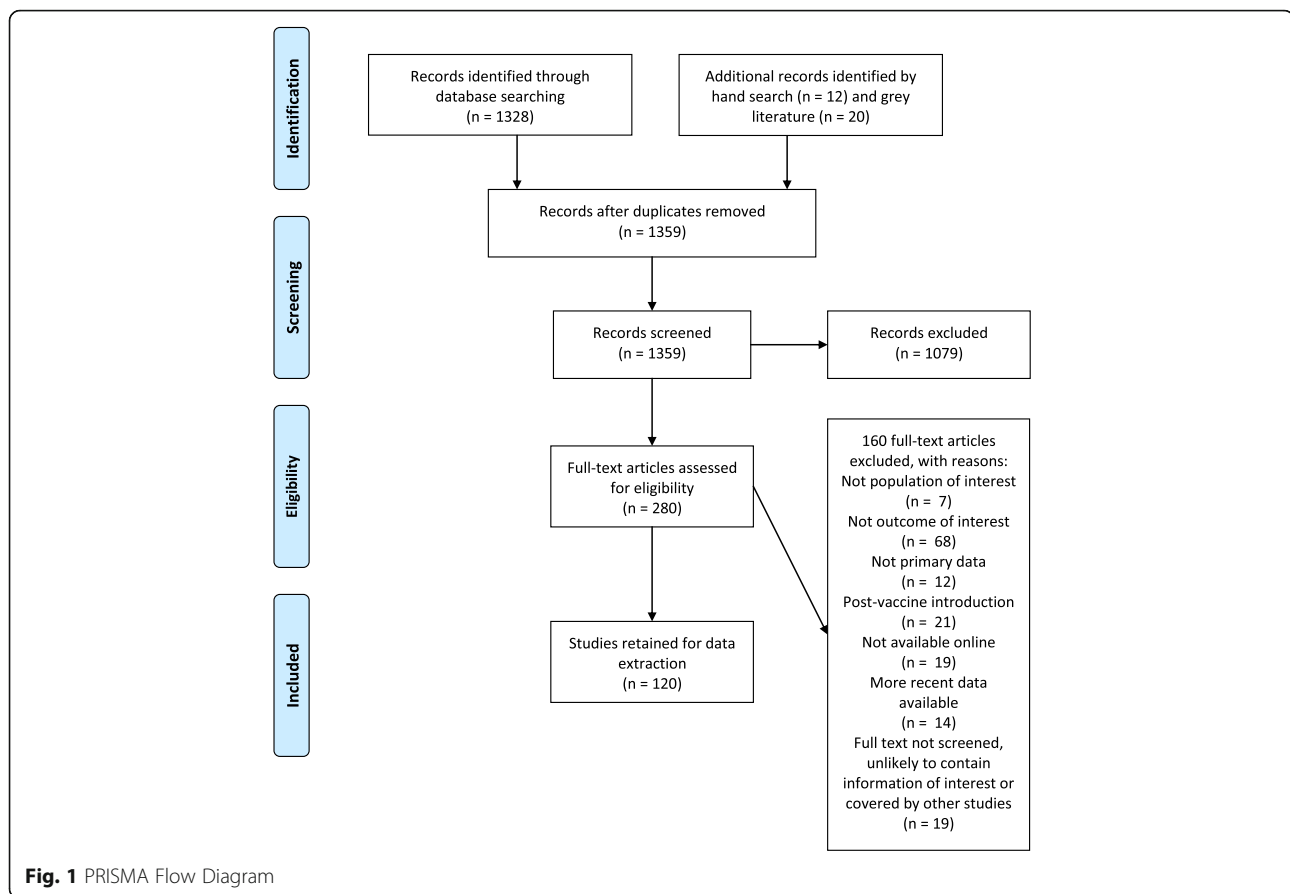 Identification
Records identified through
database searching
(n = 1328)
Additional records identified by
hand search (n = 12) and grey
literature (n = 20)
Records after duplicates removed
(n = 1359)
Screening
Records screened
(n = 1359)
Records excluded
(n = 1079)
Eligibility
Full-text articles assessed
for eligibility
(n = 280)
160 full-text articles
excluded, with reasons:
Not population of interest
(n = 7)
Not outcome of interest
(n = 68)
Not primary data
(n = 12)
Post-vaccine introduction
(n = 21)
Not available online
(n = 19)
More recent data
available
(n = 14)
Full text not screened,
unlikely to contain
information of interest or
covered by other studies
(n = 19)
Included
Studies retained for data
extraction
(n = 120)
Fig. 1 PRISMA Flow Diagram